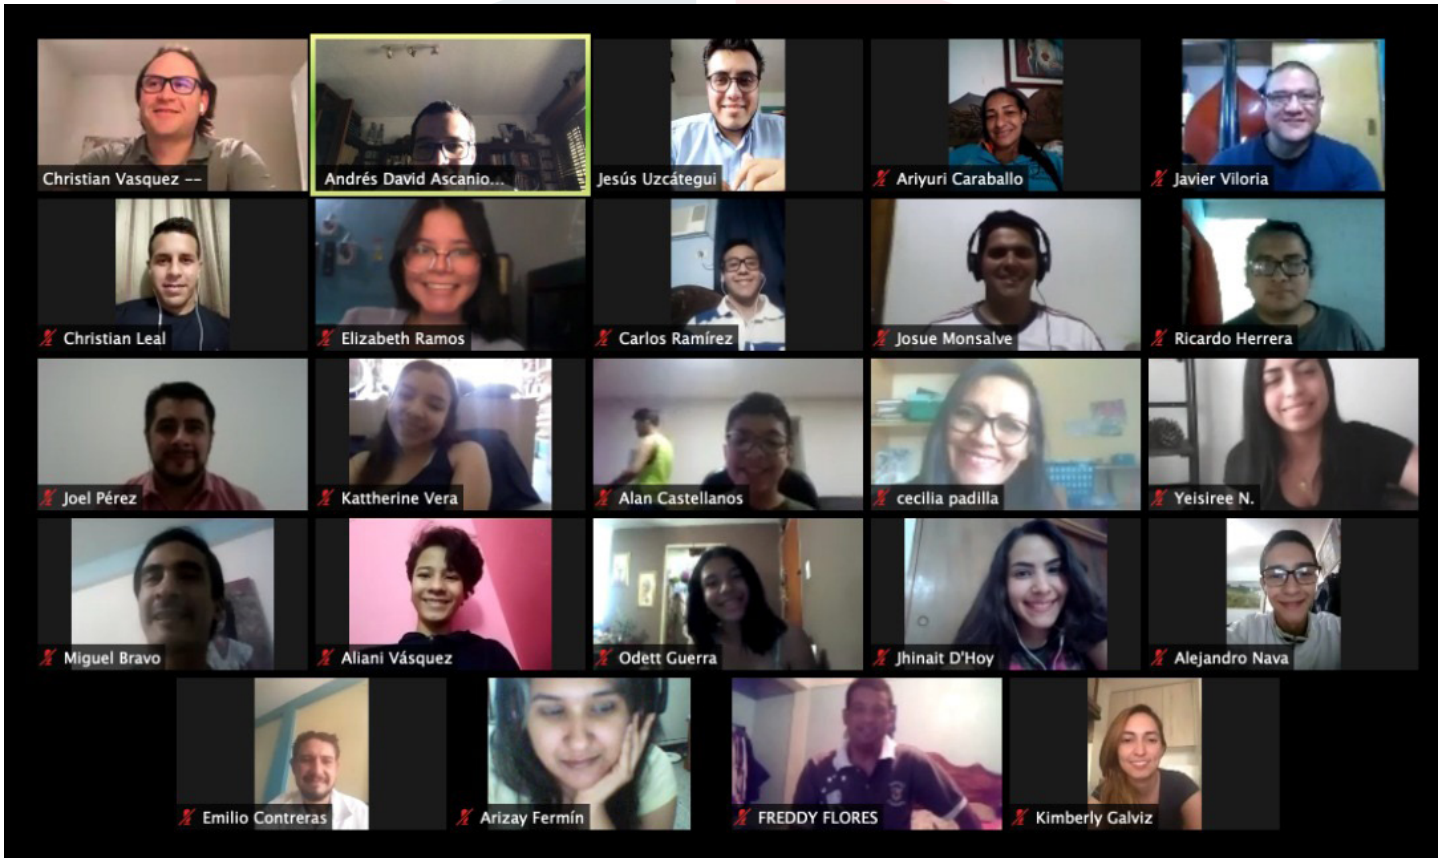 Christian Vasquez --
Andrés David Ascanio...
Jesús Uzcátegui
Ariyuri Caraballo
Javier Viloria
Christian Leal
Elizabeth Ramos
Carlos Ramírez
Josue Monsalve
Ricardo Herrera
Joel Pérez
Kattherine Vera
Alan Castellanos
cecilia padilla
Yeisiree N.
Miguel Bravo
Aliani Vásquez
Odett Guerra
Jhinait D'Hoy
Alejandro Nava
Emilio Contreras
Arizay Fermín
FREDDY FLORES
Kimberly Galviz